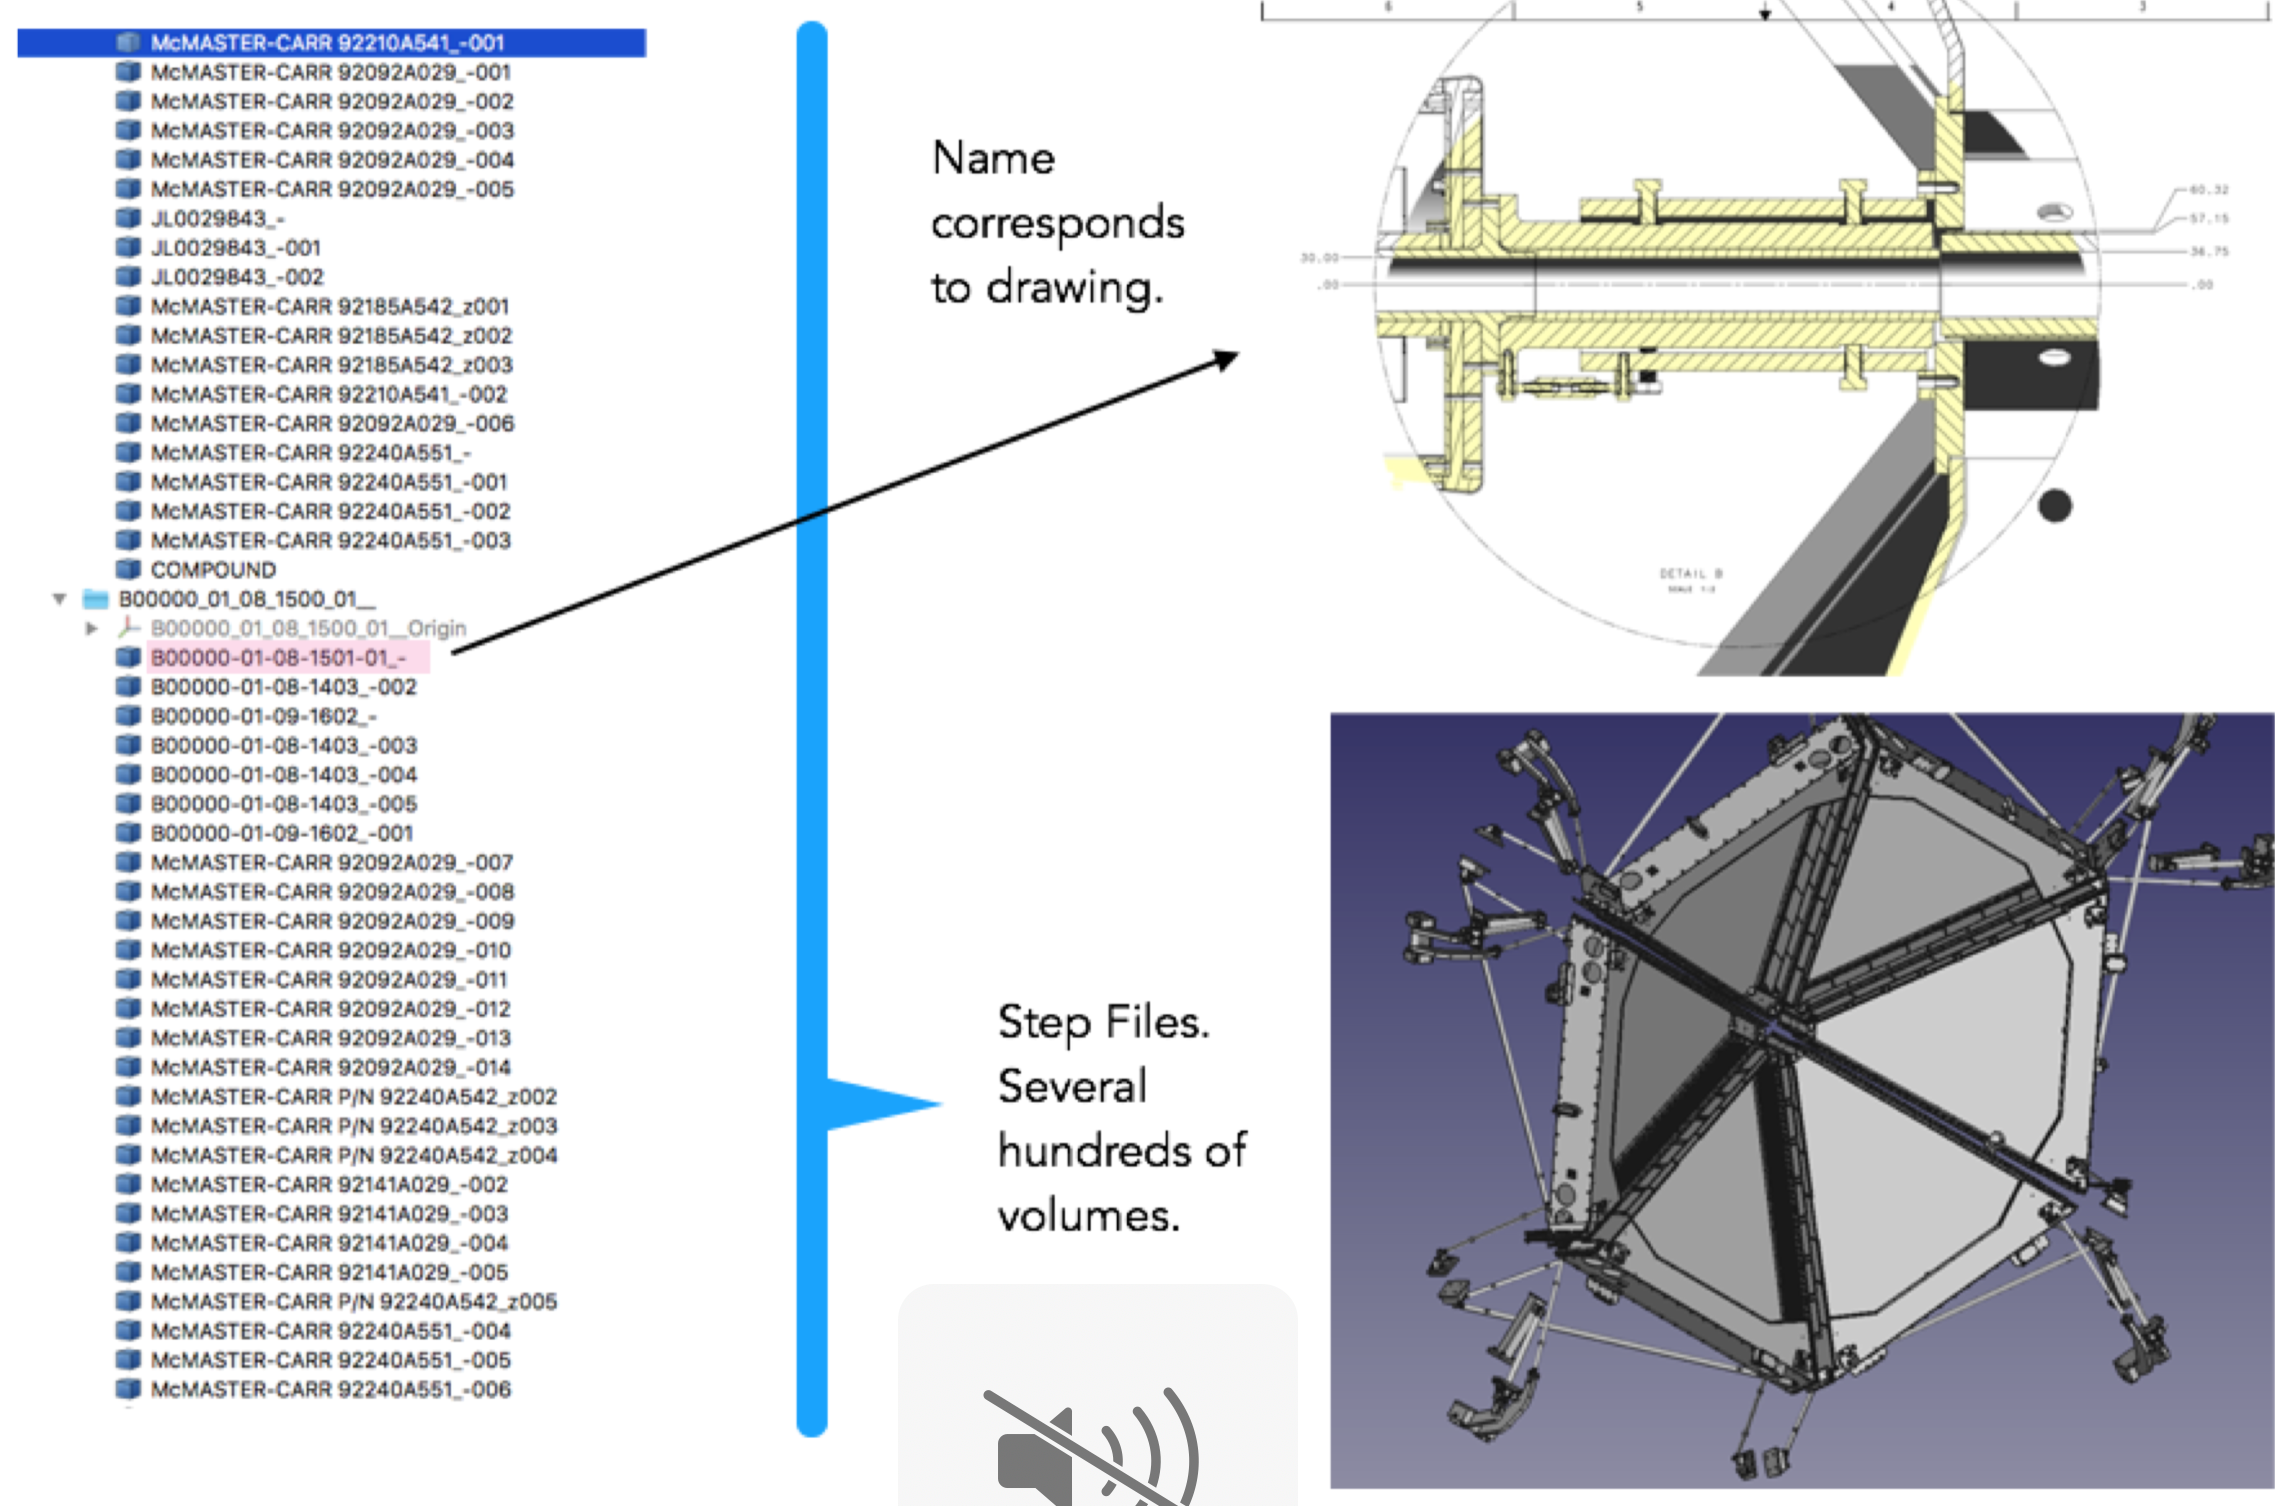 McMASTER-CARR 92210A541_-001
McMASTER-CARR 92092A029_-001
McMASTER-CARR 92092A029_-002
McMASTER-CARR 92092A029_-003
McMASTER-CARR 92092A029_-004
McMASTER-CARR 92092A029_-005
JL0029843_-
JL0029843_-001
JL0029843_-002
McMASTER-CARR 92185A542_z001
McMASTER-CARR 92185A542_z002
McMASTER-CARR 92185A542_z003
McMASTER-CARR 92210A541_-002
McMASTER-CARR 92092A029_-006
McMASTER-CARR 92240A551_-
McMASTER-CARR 92240A551_-001
McMASTER-CARR 92240A551_-002
McMASTER-CARR 92240A551_-003
COMPOUND
B00000_01_08_1500_01__
B00000_01_08_1500_01__Origin
B00000-01-08-1501-01_-
B00000-01-08-1403_-002
B00000-01-09-1602_-
B00000-01-08-1403_-003
B00000-01-08-1403_-004
B00000-01-08-1403_-005
B00000-01-09-1602_-001
McMASTER-CARR 92092A029_-007
McMASTER-CARR 92092A029_-008
McMASTER-CARR 92092A029_-009
McMASTER-CARR 92092A029_-010
McMASTER-CARR 92092A029_-011
McMASTER-CARR 92092A029_-012
McMASTER-CARR 92092A029_-013
McMASTER-CARR 92092A029_-014
McMASTER-CARR P/N 92240A542_z002
McMASTER-CARR P/N 92240A542_z003
McMASTER-CARR P/N 92240A542_z004
McMASTER-CARR 92141A029_-002
McMASTER-CARR 92141A029_-003
McMASTER-CARR 92141A029_-004
McMASTER-CARR 92141A029_-005
McMASTER-CARR P/N 92240A542_z005
McMASTER-CARR 92240A551_-004
McMASTER-CARR 92240A551_-005
McMASTER-CARR 92240A551_-006
Name
corresponds
to drawing.
6 5 4 3
60.32
57.15
36.75
.00
30.00
.00
DETAIL B
SCALE 1:2
Step Files.
Several
hundreds of
volumes.